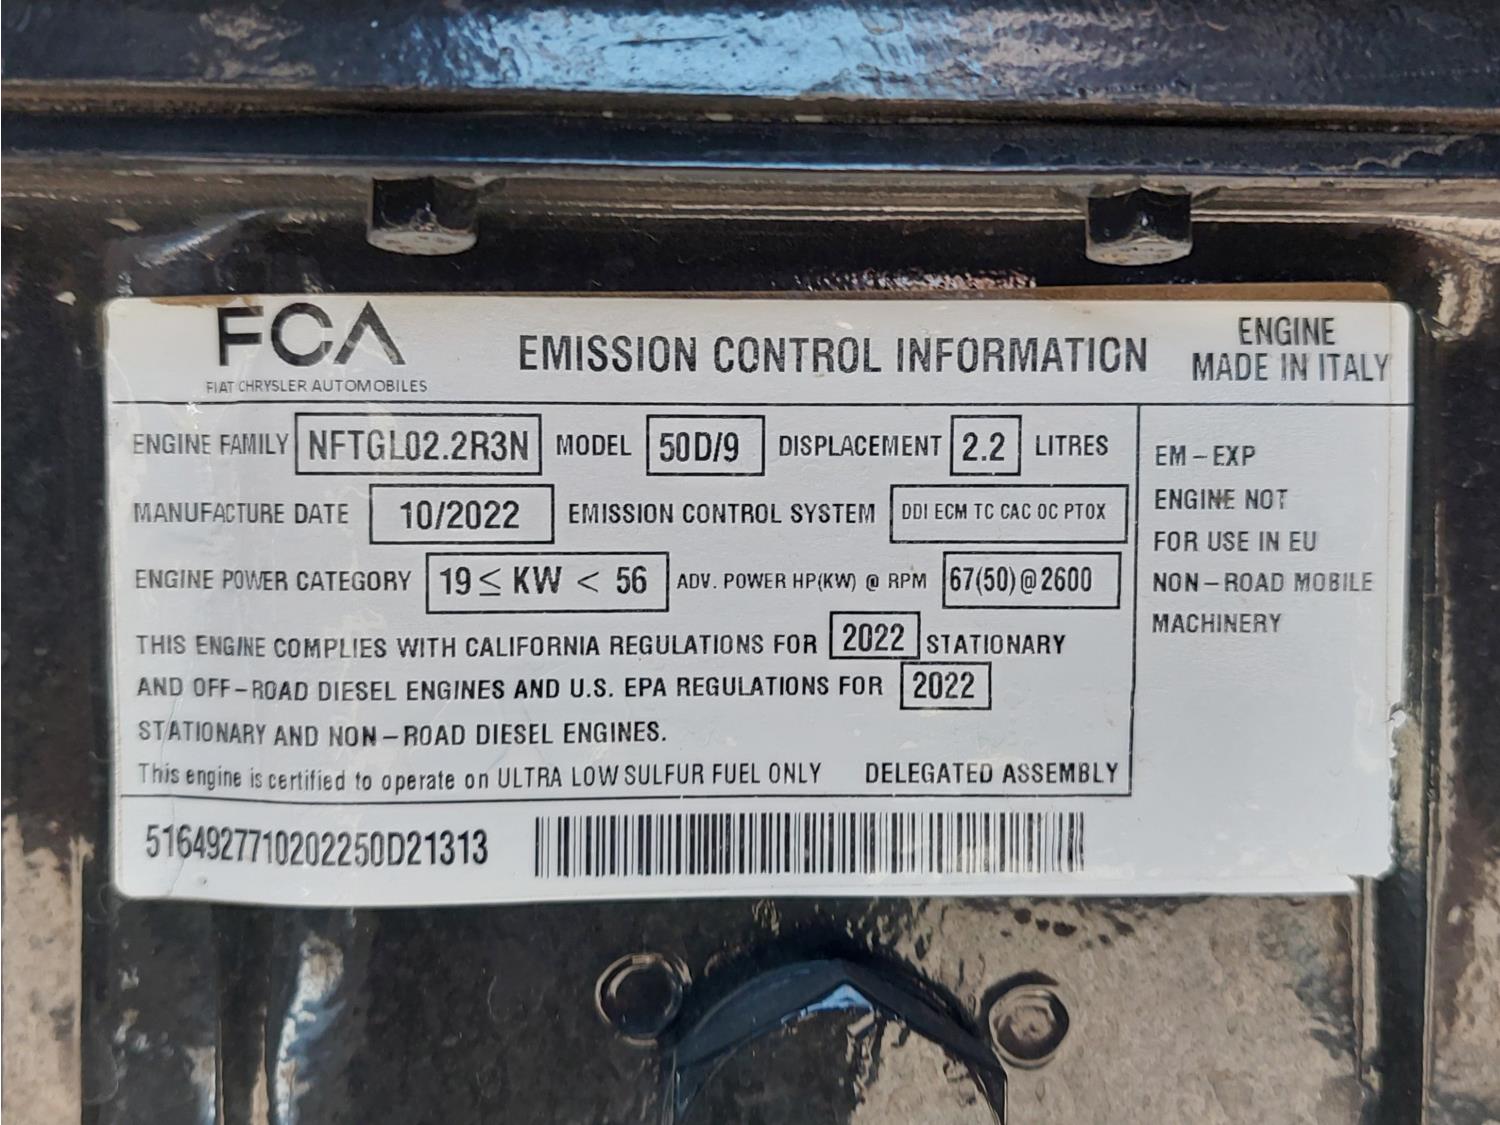 FCA
FIAT CHRYSLER AUTOMOBILES
EMISSION CONTROL INFORMATION
ENGINE
MADE IN ITALY
ENGINE FAMILY NFTGL02.2R3N MODEL 50D/9 DISPLACEMENT 2.2 LITRES
MANUFACTURE DATE 10/2022 EMISSION CONTROL SYSTEM DDI ECM TC CAC OC PTOX
ENGINE POWER CATEGORY 19 ≤ KW < 56 ADV. POWER HP(KW) @ RPM 67(50)@2600
THIS ENGINE COMPLIES WITH CALIFORNIA REGULATIONS FOR 2022 STATIONARY
AND OFF-ROAD DIESEL ENGINES AND U.S. EPA REGULATIONS FOR 2022
STATIONARY AND NON-ROAD DIESEL ENGINES.
This engine is certified to operate on ULTRA LOW SULFUR FUEL ONLY DELEGATED ASSEMBLY
EM-EXP
ENGINE NOT
FOR USE IN EU
NON-ROAD MOBILE
MACHINERY
5164927710202250D21313